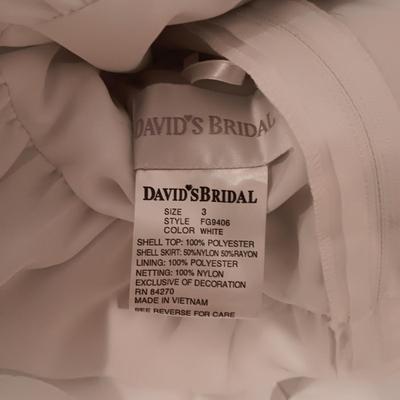 DAVID'S BRIDAL
DAVID'S BRIDAL
SIZE 3
STYLE FG9406
COLOR WHITE
SHELL TOP: 100% POLYESTER
SHELL SKIRT: 50%NYLON 50%RAYON
LINING: 100% POLYESTER
NETTING: 100% NYLON
EXCLUSIVE OF DECORATION
RN 84270
MADE IN VIETNAM
SEE REVERSE FOR CARE